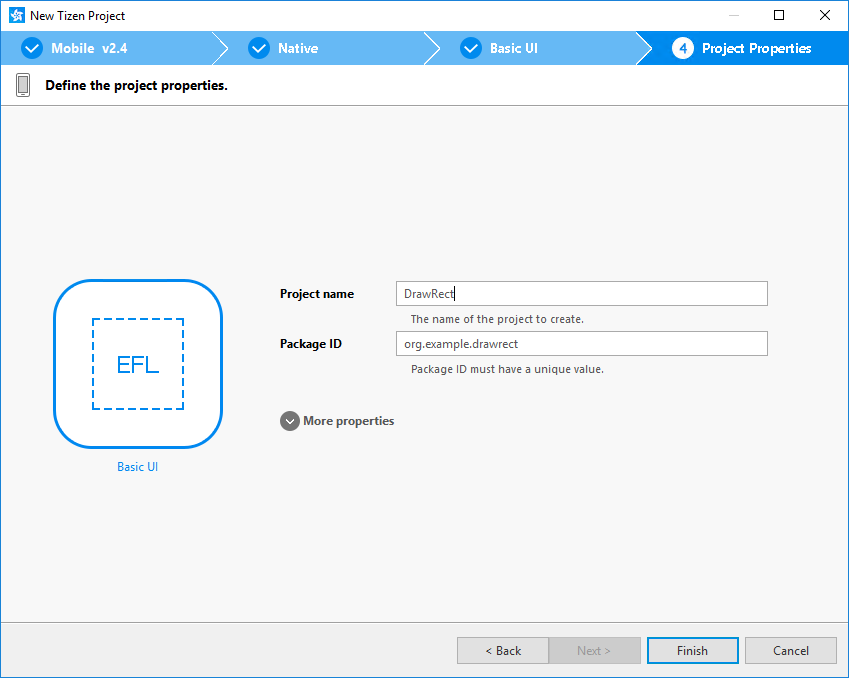 New Tizen Project
Mobile v2.4
Native
Basic UI
4 Project Properties
Define the project properties.
EFL
Basic UI
Project name
DrawRect
The name of the project to create.
Package ID
org.example.drawrect
Package ID must have a unique value.
More properties
< Back
Next >
Finish
Cancel